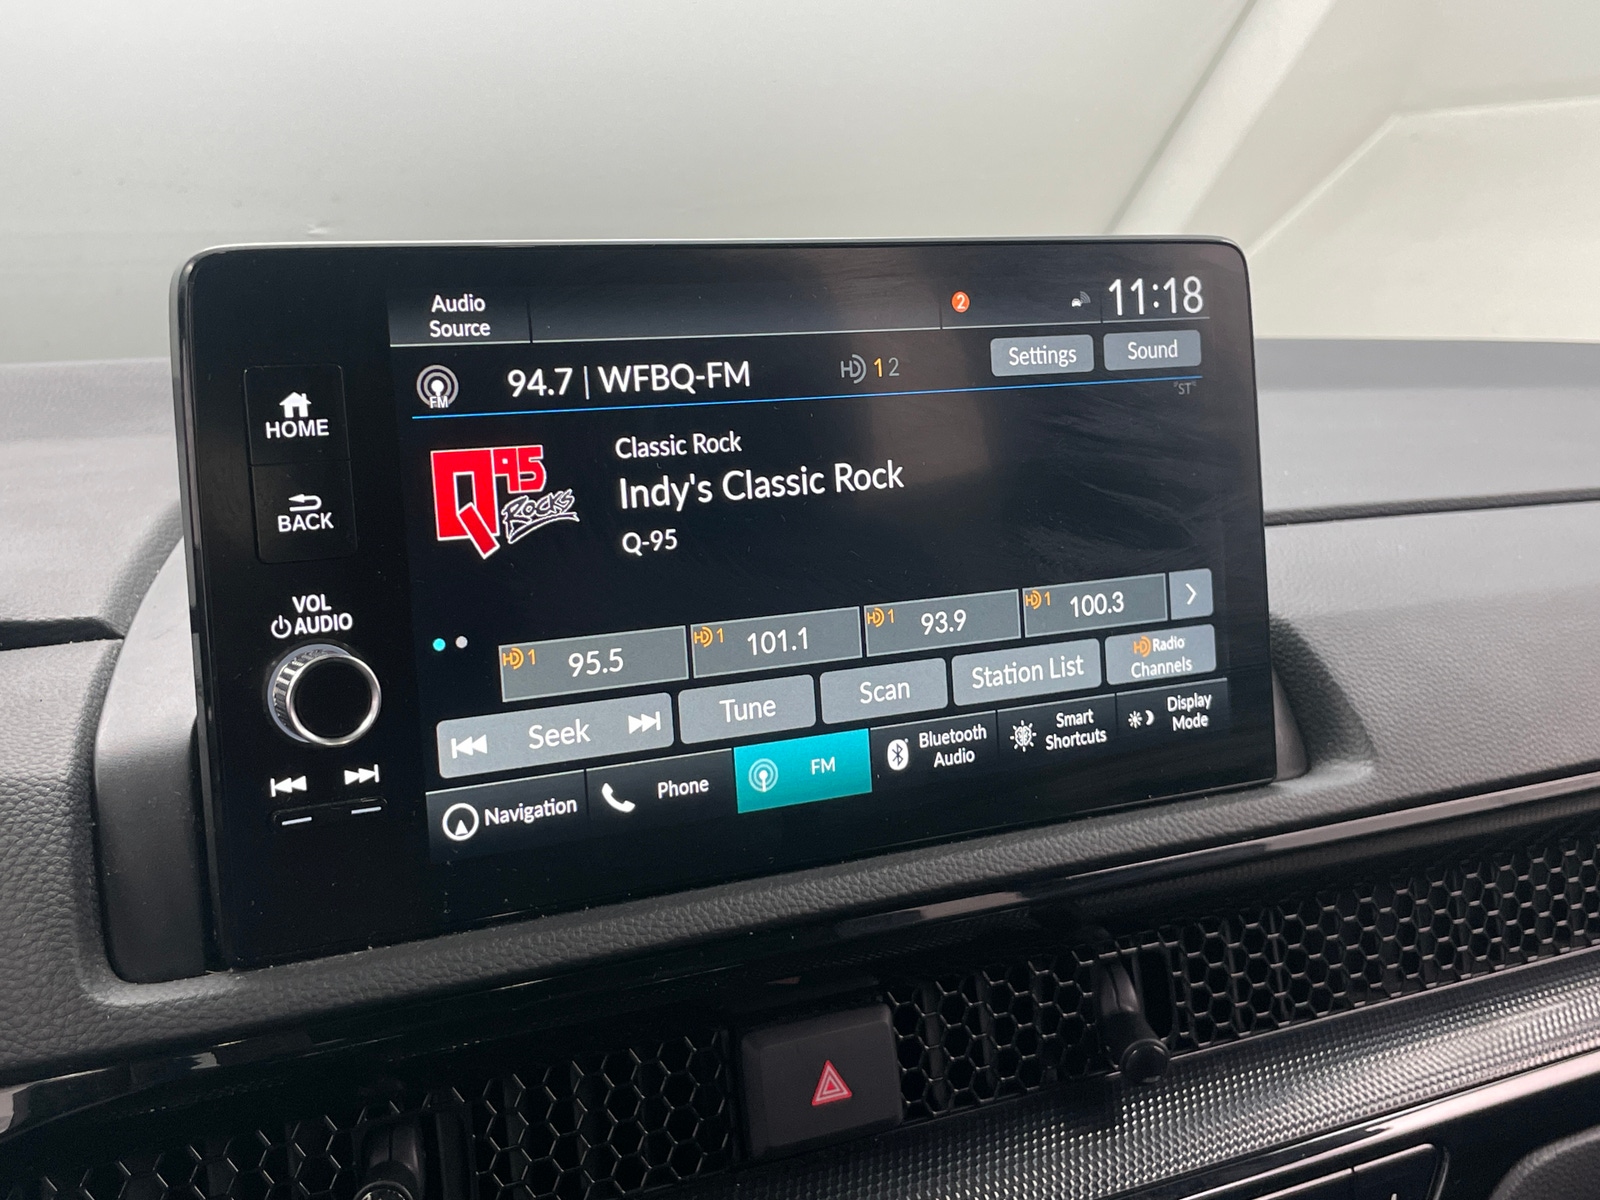 Audio
Source
2
11:18
FM
94.7 | WFBQ-FM
HD 1 2
Settings
Sound
ST
HOME
BACK
VOL
AUDIO
Q95
ROCKS
Classic Rock
Indy's Classic Rock
Q-95
HD 1 95.5
HD 1 101.1
HD 1 93.9
HD 1 100.3
Seek
Tune
Scan
Station List
HD Radio
Channels
Navigation
Phone
FM
Bluetooth
Audio
Smart
Shortcuts
Display
Mode